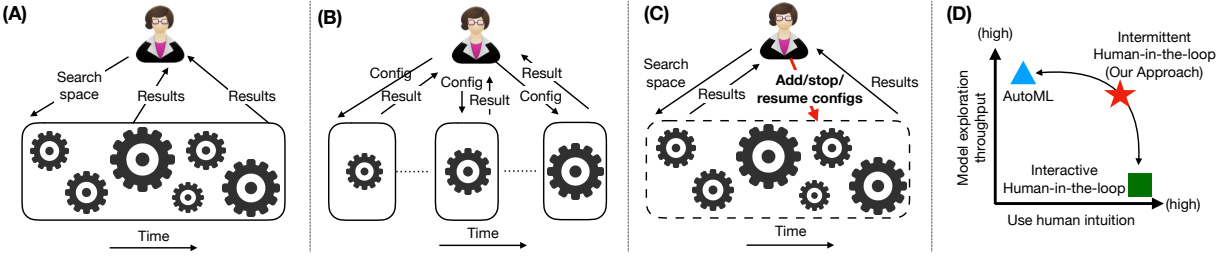 (A)
Search
space
Results
Results
Time
(B)
Config
Result
Config
Result
Result
Config
Time
(C)
Search
space
Results
Add/stop/
resume configs
Results
Time
(D)
(high)
Model exploration
throughput
AutoML
Intermittent
Human-in-the-loop
(Our Approach)
Interactive
Human-in-the-loop
(high)
Use human intuition